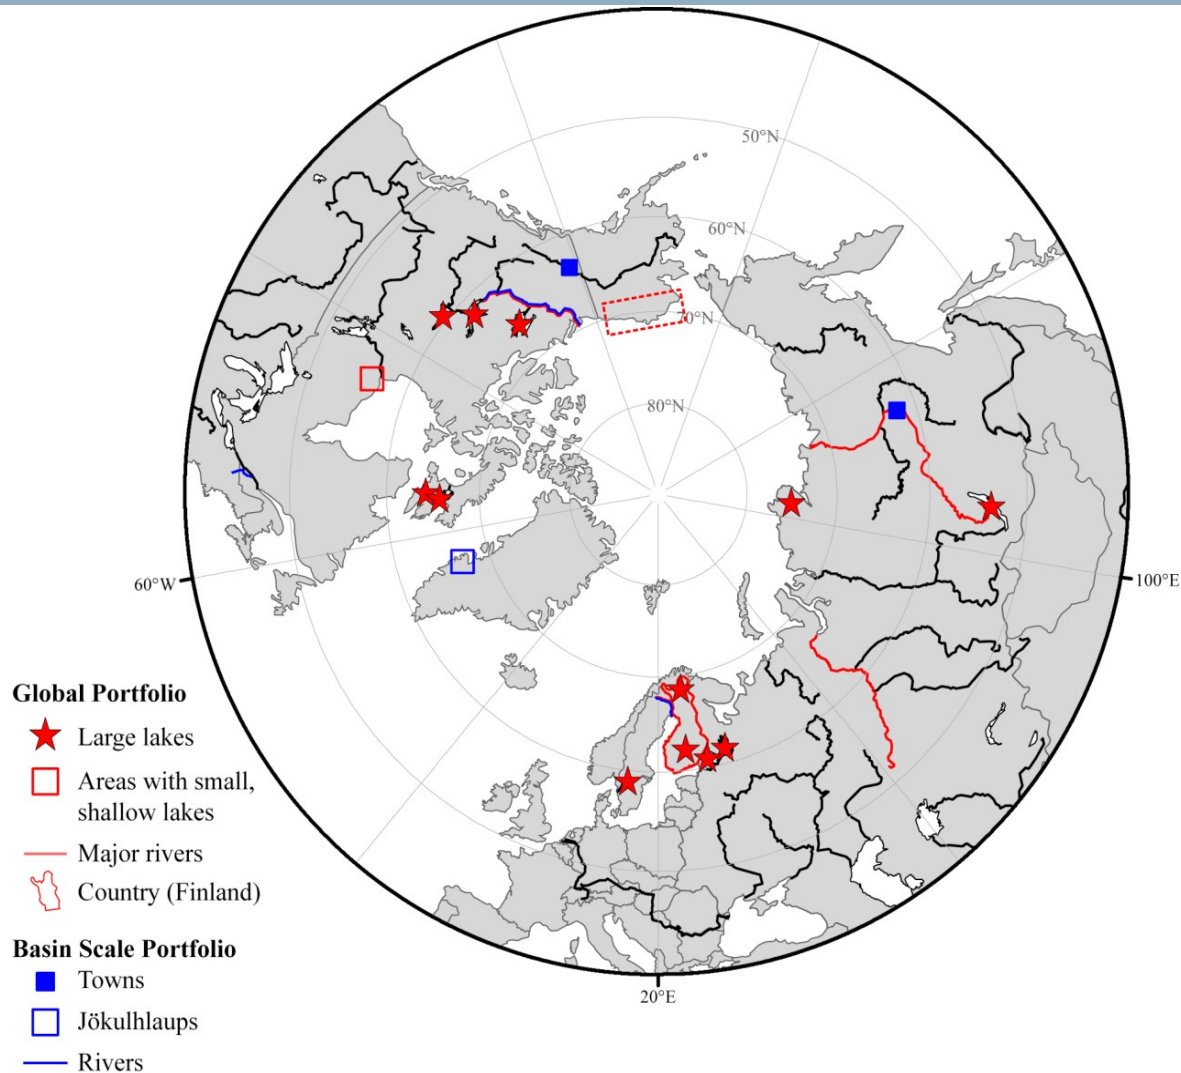 50°N
60°N
70°N
80°N
60°W
100°E
20°E
Global Portfolio
Large lakes
Areas with small,
shallow lakes
Major rivers
Country (Finland)
Basin Scale Portfolio
Towns
Jökulhlaups
Rivers